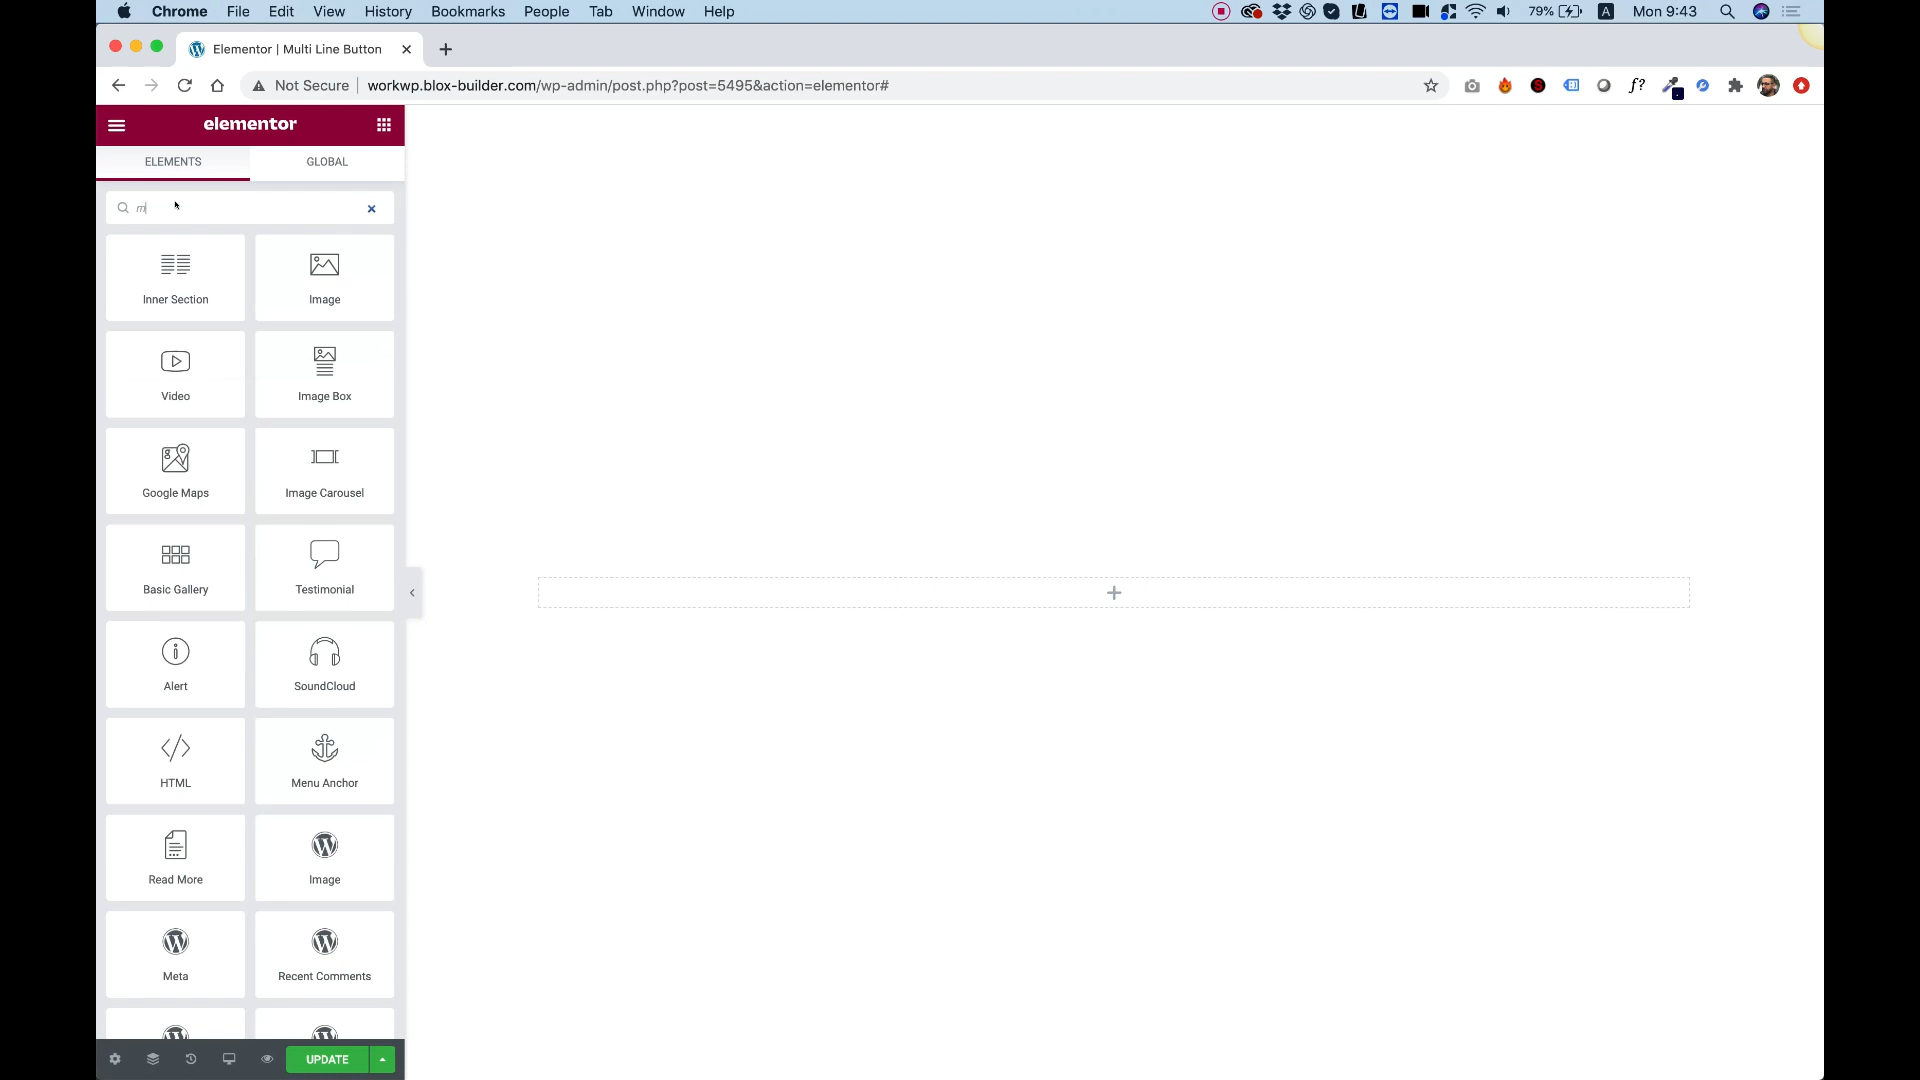 Chrome File Edit View History Bookmarks People Tab Window Help 79% A Mon 9:43
Elementor | Multi Line Button
Not Secure workwp.blox-builder.com/wp-admin/post.php?post=5495&action=elementor#
f?
elementor
ELEMENTS GLOBAL
m
Inner Section Image
Video Image Box
Google Maps Image Carousel
Basic Gallery Testimonial
Alert SoundCloud
HTML Menu Anchor
Read More Image
Meta Recent Comments
UPDATE